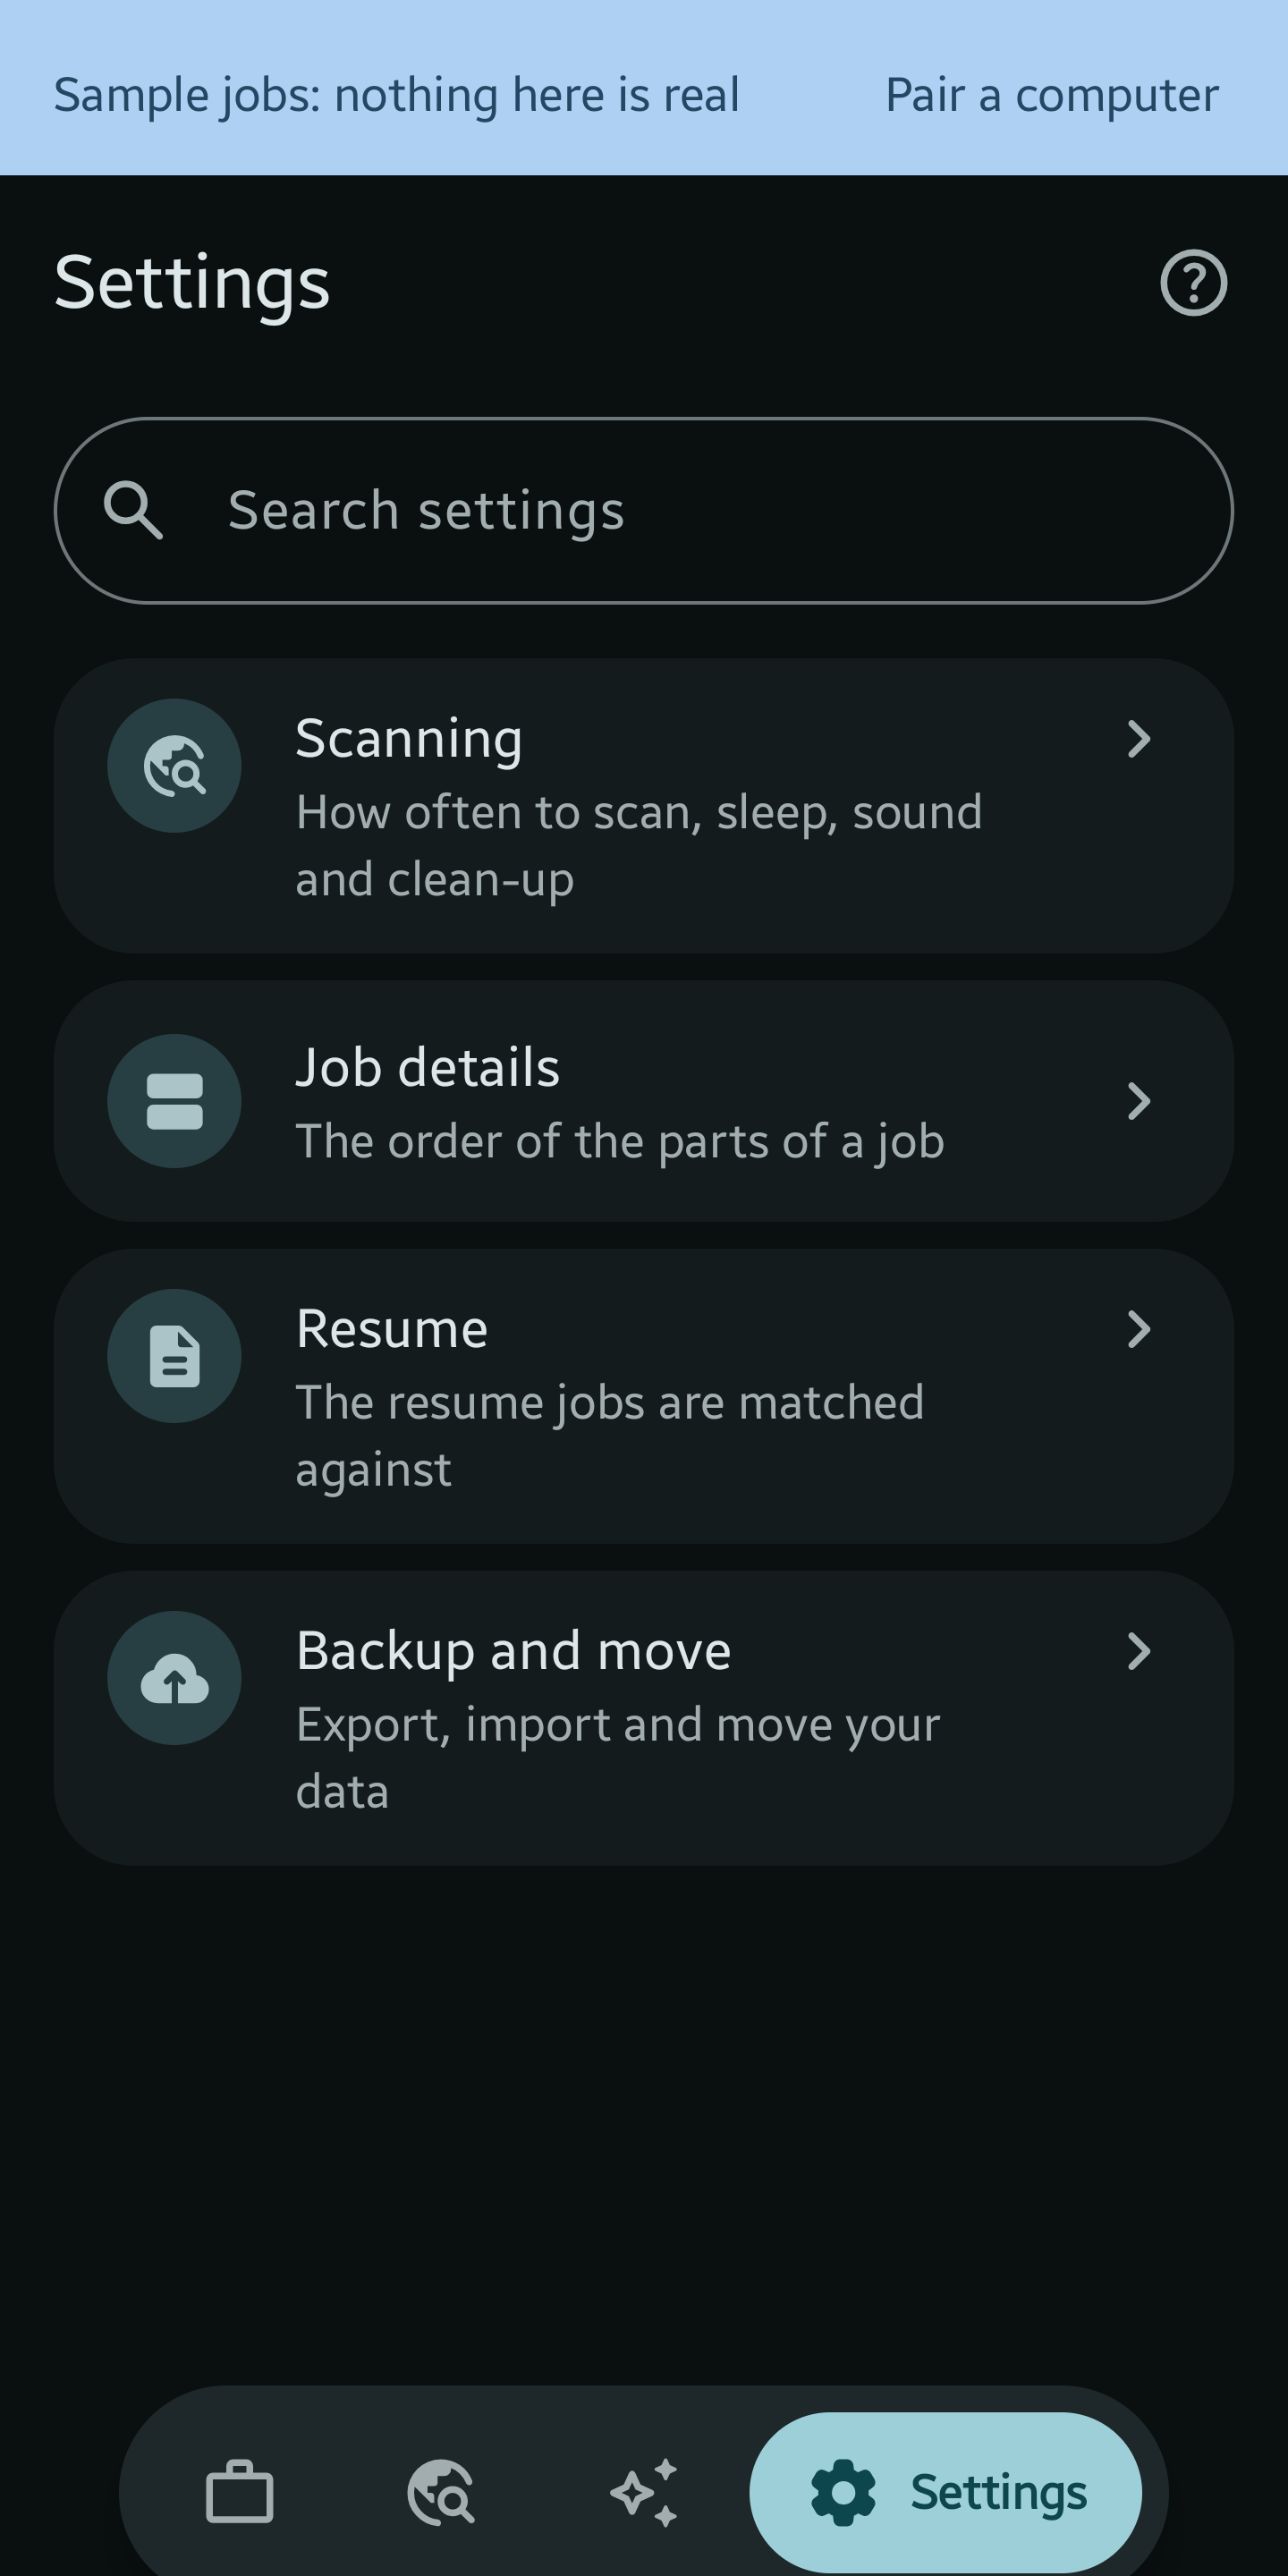 Sample jobs: nothing here is real
Pair a computer
Settings
Search settings
Scanning
How often to scan, sleep, sound
and clean-up
Job details
The order of the parts of a job
Resume
The resume jobs are matched
against
Backup and move
Export, import and move your
data
Settings